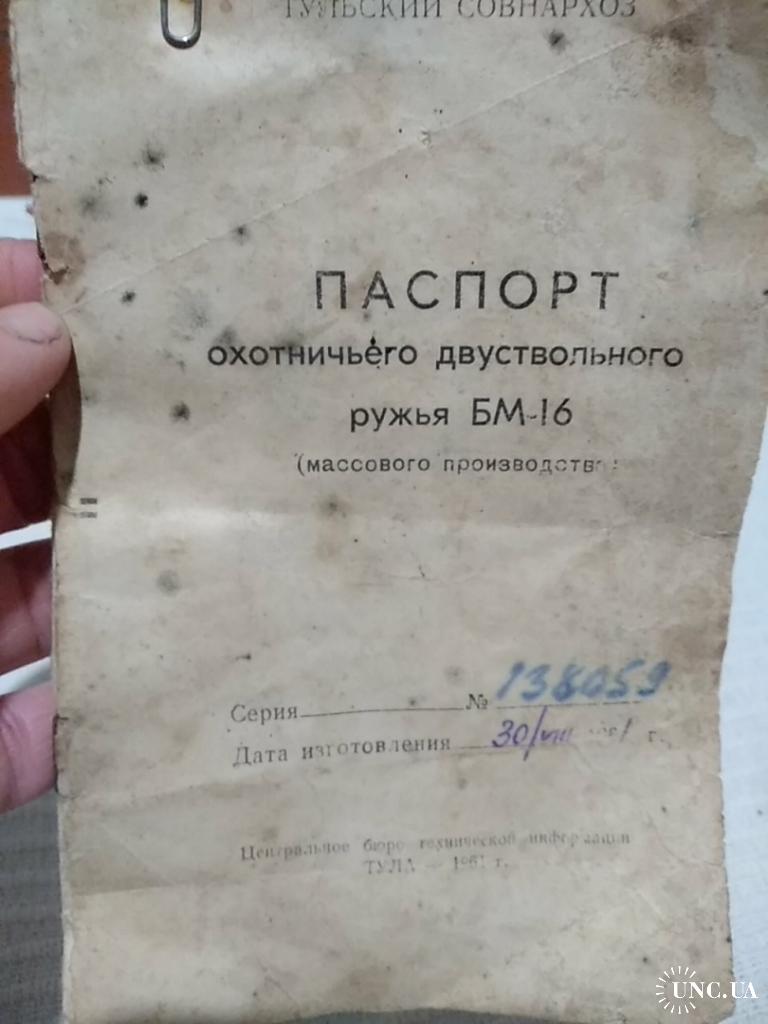 ТУЛЬСКИЙ СОВНАРХОЗ
ПАСПОРТ
охотничьего двуствольного
ружья БМ-16
(массового производства
Серия № 138059
Дата изготовления 30/VIII 1961 г.
Центральное бюро технической информации
ТУЛА — 1961 г.
UNC.UA